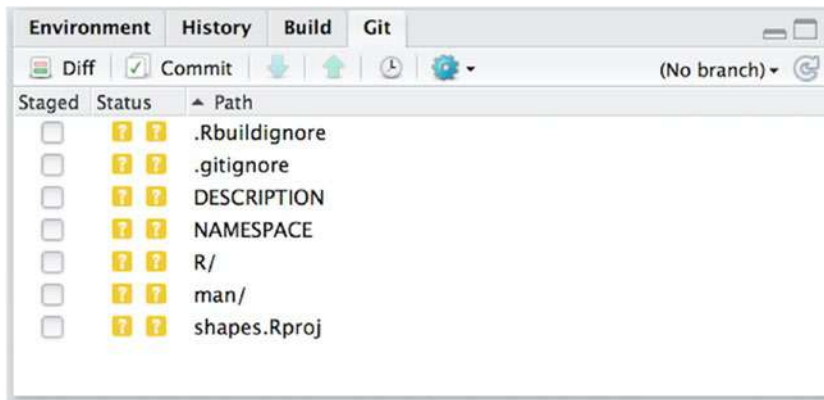 Environment History Build Git
Diff Commit (No branch)
Staged Status Path
? ? .Rbuildignore
? ? .gitignore
? ? DESCRIPTION
? ? NAMESPACE
? ? R/
? ? man/
? ? shapes.Rproj